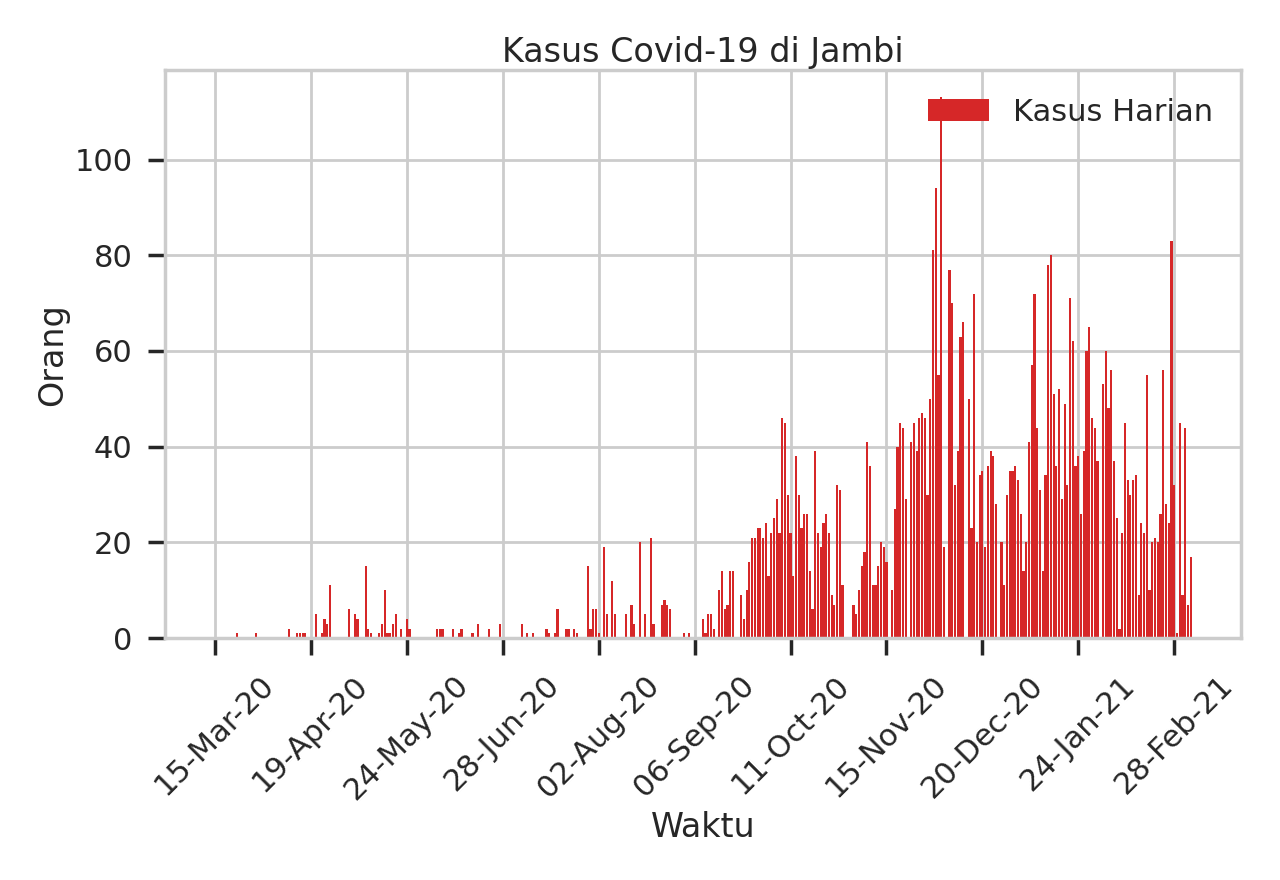 Kasus Covid-19 di Jambi
Kasus Harian
Orang
100
80
60
40
20
0
15-Mar-20
19-Apr-20
24-May-20
28-Jun-20
02-Aug-20
06-Sep-20
11-Oct-20
15-Nov-20
20-Dec-20
24-Jan-21
28-Feb-21
Waktu